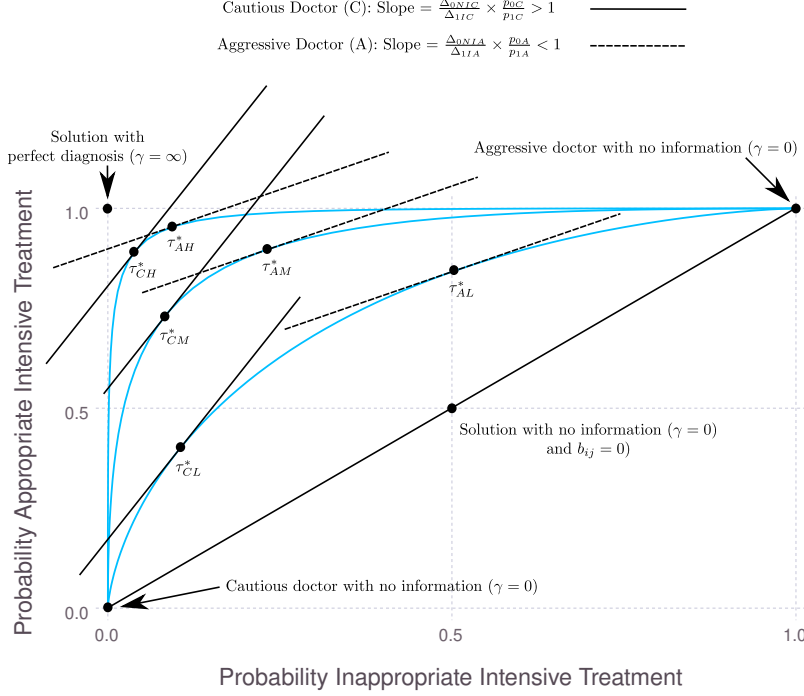 Cautious Doctor (C): Slope = Δ₀NIC/Δ₁IC × p₀C/p₁C > 1
Aggressive Doctor (A): Slope = Δ₀NIA/Δ₁IA × p₀A/p₁A < 1
Solution with
perfect diagnosis (γ = ∞)
Aggressive doctor with no information (γ = 0)
1.0
τ*AH
τ*CH
τ*AM
τ*AL
τ*CM
0.5
Solution with no information (γ = 0)
and bij = 0)
τ*CL
Cautious doctor with no information (γ = 0)
0.0
0.0
0.5
1.0
Probability Appropriate Intensive Treatment
Probability Inappropriate Intensive Treatment